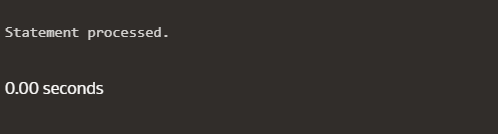 Statement processed.
0.00 seconds